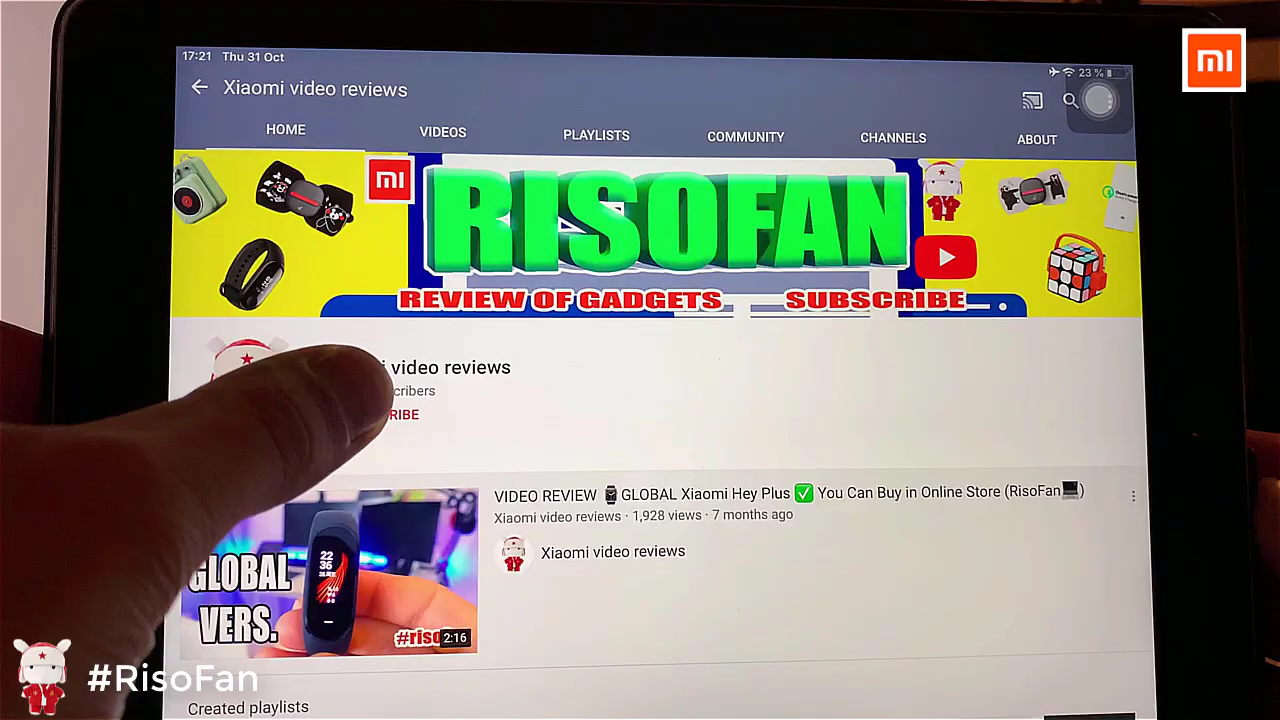 17:21 Thu 31 Oct
23 %
mi
Xiaomi video reviews
HOME VIDEOS PLAYLISTS COMMUNITY CHANNELS ABOUT
mi
RISOFAN
REVIEW OF GADGETS SUBSCRIBE
video reviews
cribers
RIBE
VIDEO REVIEW ⌚GLOBAL Xiaomi Hey Plus ✅ You Can Buy in Online Store (RisoFan💻)
Xiaomi video reviews · 1,928 views · 7 months ago
Xiaomi video reviews
22
36
GLOBAL
VERS.
#riso
2:16
#RisoFan
Created playlists